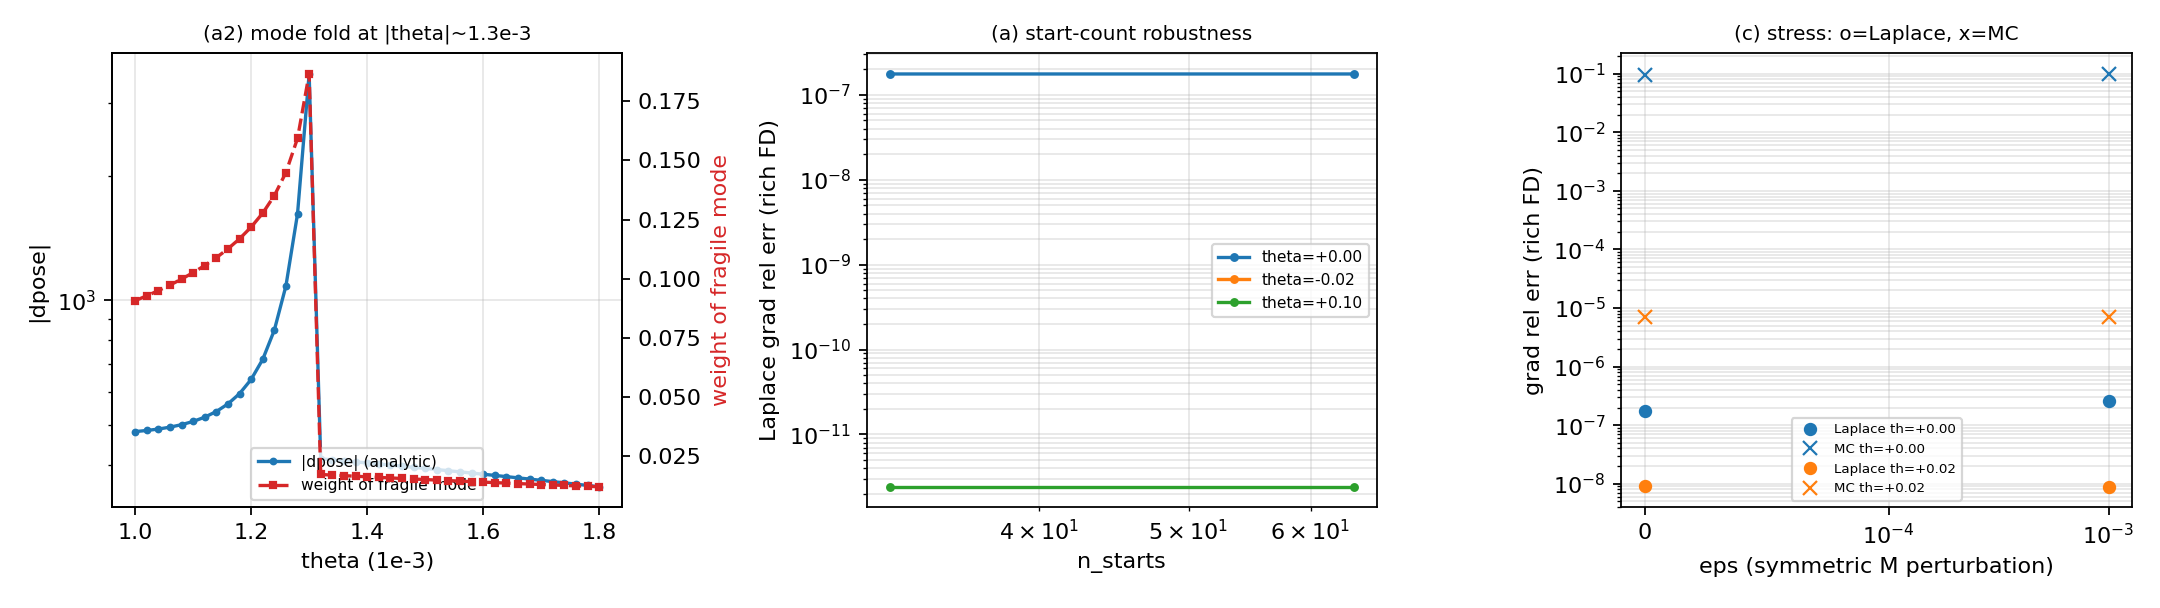 (a2) mode fold at |theta|~1.3e-3
|dpose|
10³
0.175
0.150
0.125
0.100
0.075
0.050
0.025
weight of fragile mode
|dpose| (analytic)
weight of fragile mode
1.0 1.2 1.4 1.6 1.8
theta (1e-3)
(a) start-count robustness
Laplace grad rel err (rich FD)
10⁻⁷
10⁻⁸
10⁻⁹
10⁻¹⁰
10⁻¹¹
theta=+0.00
theta=-0.02
theta=+0.10
4 × 10¹ 5 × 10¹ 6 × 10¹
n_starts
(c) stress: o=Laplace, x=MC
grad rel err (rich FD)
10⁻¹
10⁻²
10⁻³
10⁻⁴
10⁻⁵
10⁻⁶
10⁻⁷
10⁻⁸
Laplace th=+0.00
MC th=+0.00
Laplace th=+0.02
MC th=+0.02
0 10⁻⁴ 10⁻³
eps (symmetric M perturbation)